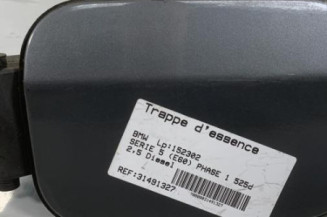 Trappe d'essence
BMW Lp:152302
SERIE 5 (E60) PHASE 1 525d
2.5 Diesel
REF:31491327